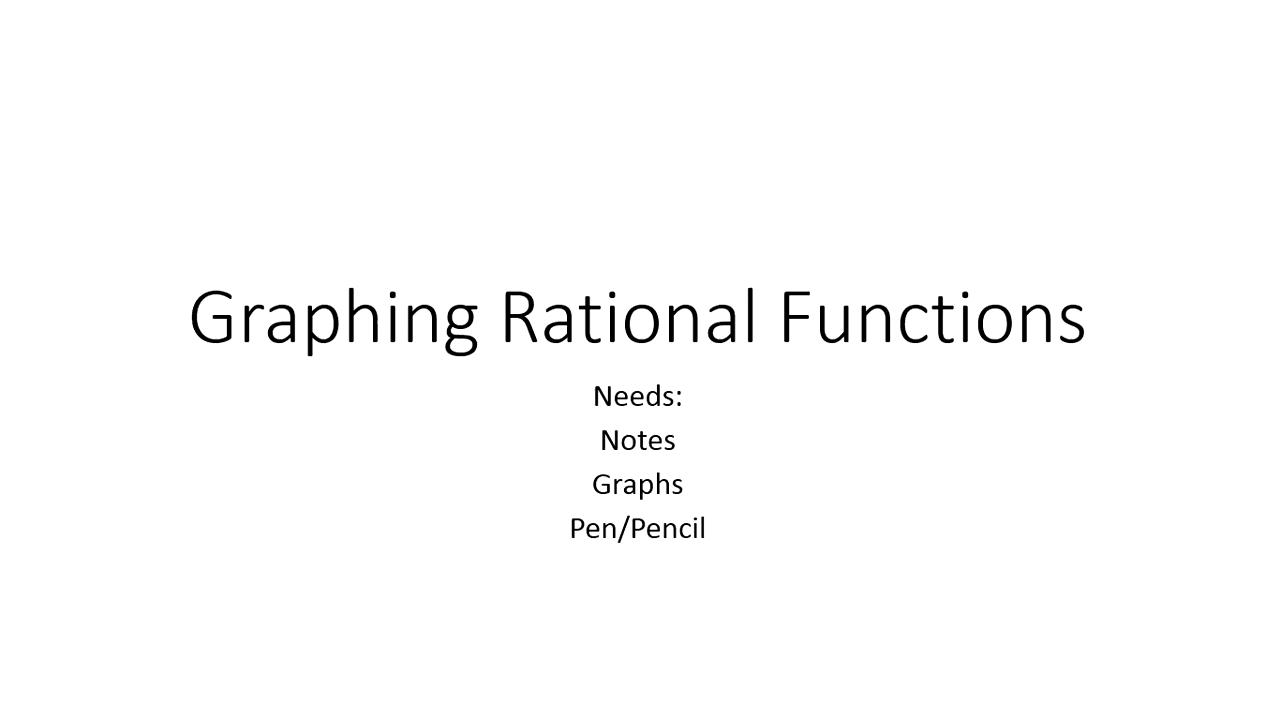 Graphing Rational Functions
Needs:
Notes
Graphs
Pen/Pencil